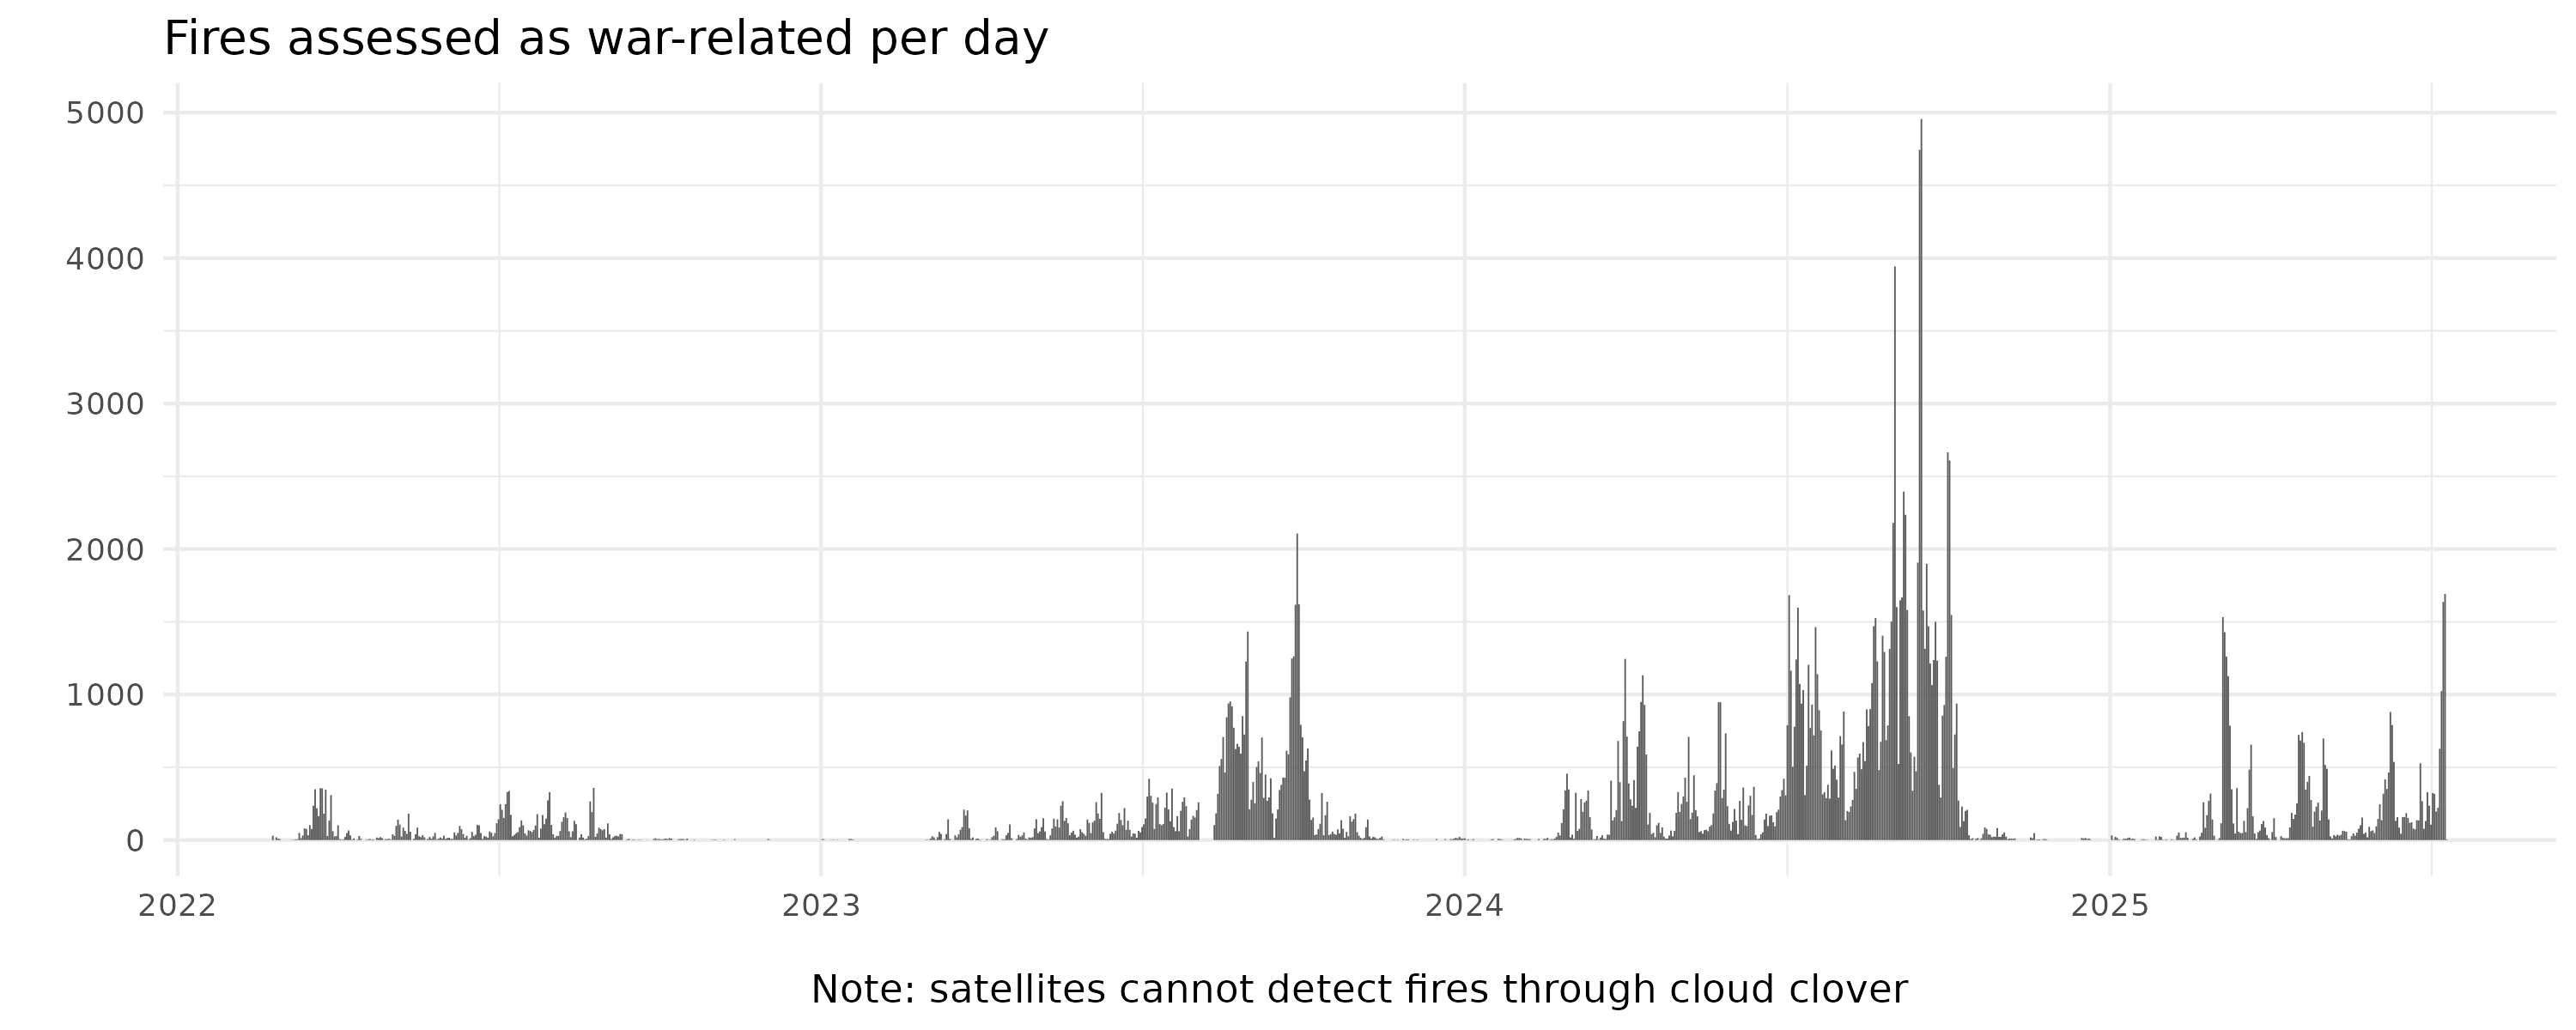 Fires assessed as war-related per day
5000
4000
3000
2000
1000
0
2022 2023 2024 2025
Note: satellites cannot detect fires through cloud clover